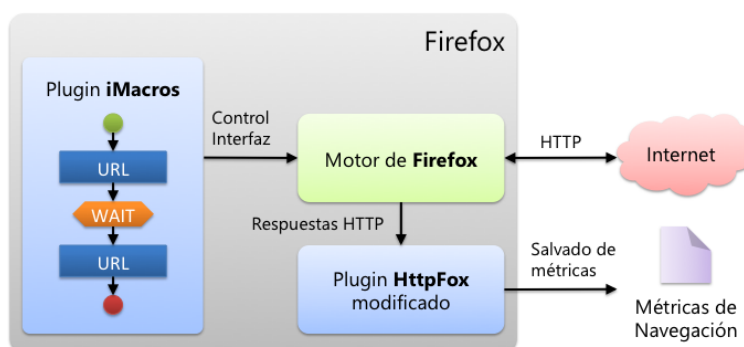 Firefox
Plugin iMacros
URL
WAIT
URL
Control
Interfaz
Motor de Firefox
HTTP
Internet
Respuestas HTTP
Plugin HttpFox
modificado
Salvado de
métricas
Métricas de
Navegación